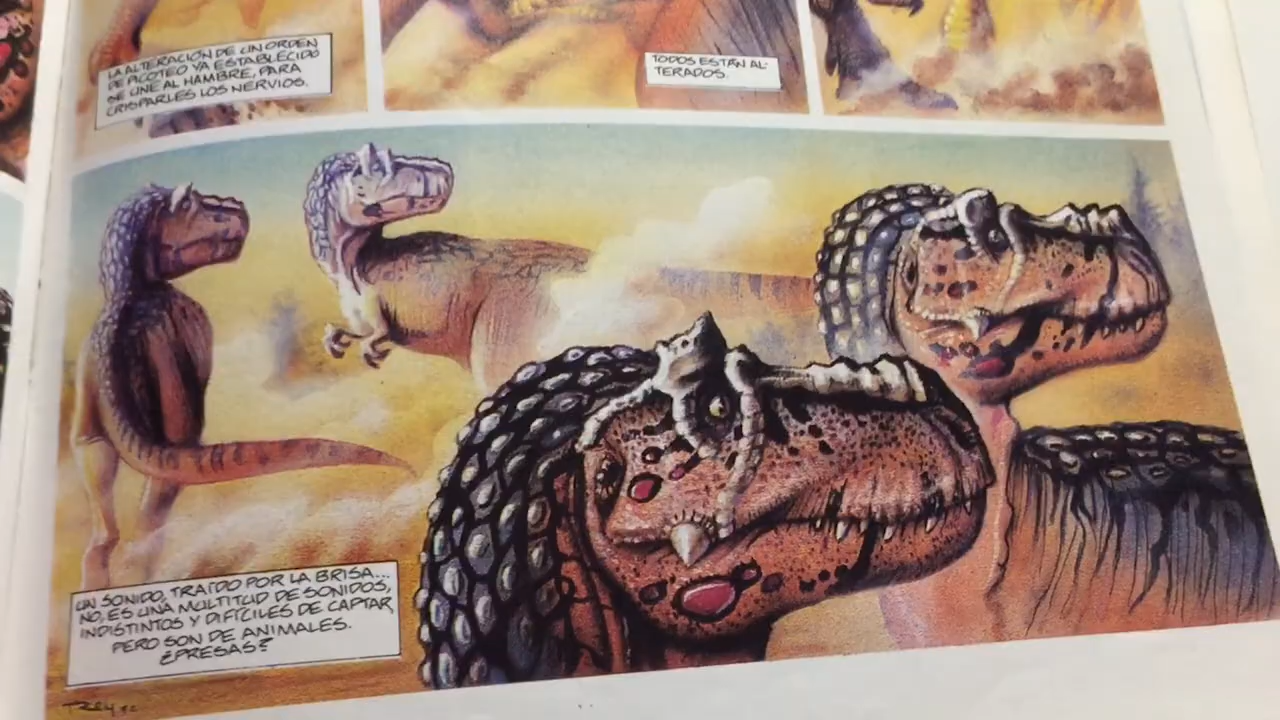 LA ALTERACIÓN DE UN ORDEN
DE PICOTEO YA ESTABLECIDO
SE UNE AL HAMBRE, PARA
CRISPARLES LOS NERVIOS.
TODOS ESTÁN AL-
TERADOS.
UN SONIDO, TRAÍDO POR LA BRISA...
NO, ES UNA MULTITUD DE SONIDOS,
INDISTINTOS Y DIFÍCILES DE CAPTAR,
PERO SON DE ANIMALES.
¿PRESAS?